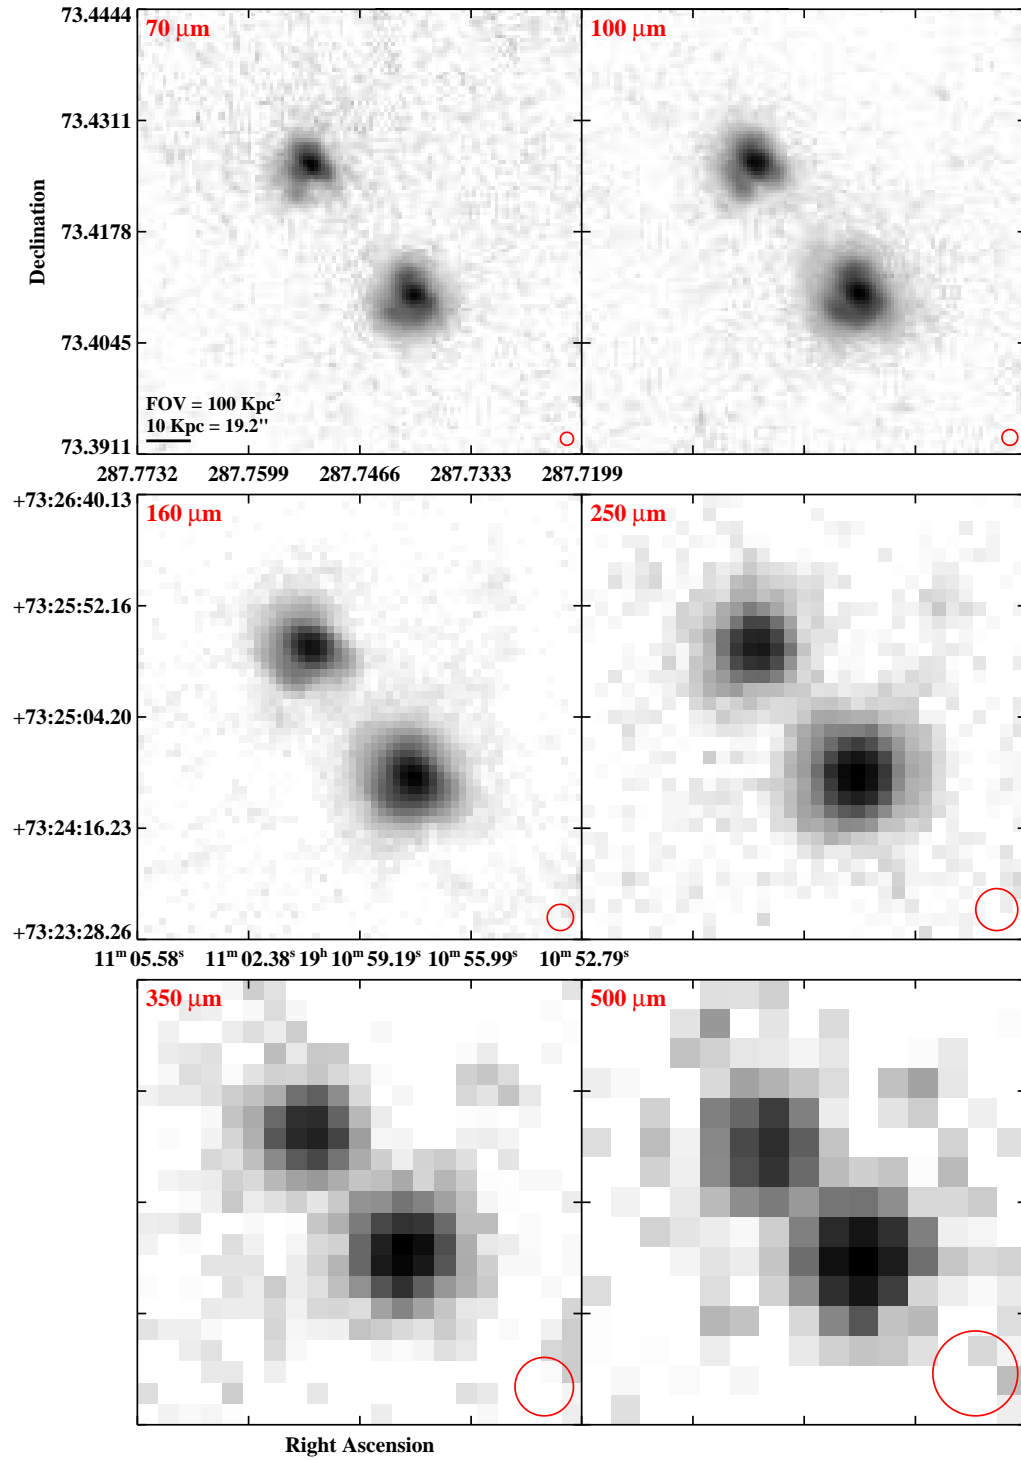 73.4444
70 μm
100 μm
73.4311
Declination
73.4178
73.4045
FOV = 100 Kpc²
10 Kpc = 19.2"
73.3911
287.7732 287.7599 287.7466 287.7333 287.7199
+73:26:40.13
160 μm
250 μm
+73:25:52.16
+73:25:04.20
+73:24:16.23
+73:23:28.26
11ᵐ 05.58ˢ 11ᵐ 02.38ˢ 19ʰ 10ᵐ 59.19ˢ 10ᵐ 55.99ˢ 10ᵐ 52.79ˢ
350 μm
500 μm
Right Ascension